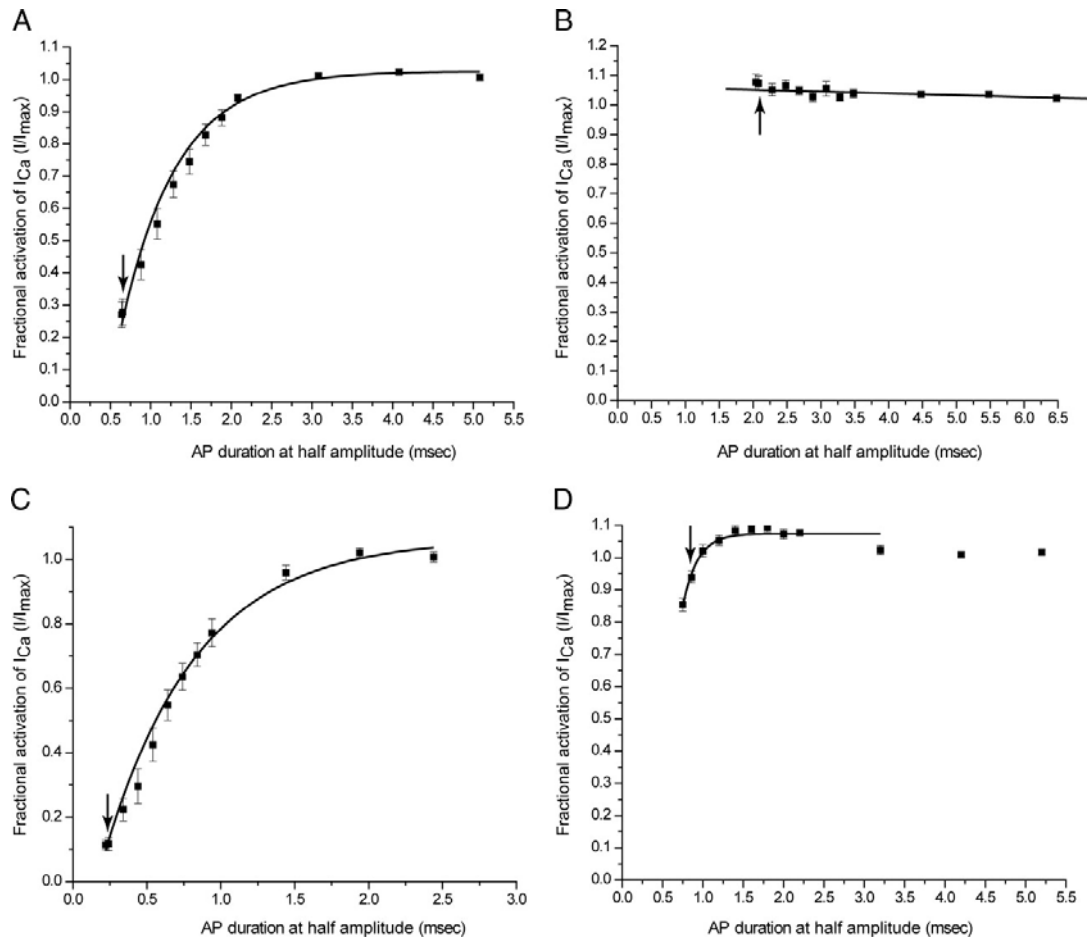 A
Fractional activation of ICa (I/Imax)
1.1
1.0
0.9
0.8
0.7
0.6
0.5
0.4
0.3
0.2
0.1
0.0
0.0 0.5 1.0 1.5 2.0 2.5 3.0 3.5 4.0 4.5 5.0 5.5
AP duration at half amplitude (msec)
B
Fractional activation of ICa (I/Imax)
1.2
1.1
1.0
0.9
0.8
0.7
0.6
0.5
0.4
0.3
0.2
0.1
0.0
0.0 0.5 1.0 1.5 2.0 2.5 3.0 3.5 4.0 4.5 5.0 5.5 6.0 6.5
AP duration at half amplitude (msec)
C
Fractional activation of ICa (I/Imax)
1.0
0.8
0.6
0.4
0.2
0.0
0.0 0.5 1.0 1.5 2.0 2.5 3.0
AP duration at half amplitude (msec)
D
Fractional activation of ICa (I/Imax)
1.1
1.0
0.9
0.8
0.7
0.6
0.5
0.4
0.3
0.2
0.1
0.0
0.0 0.5 1.0 1.5 2.0 2.5 3.0 3.5 4.0 4.5 5.0 5.5
AP duration at half amplitude (msec)